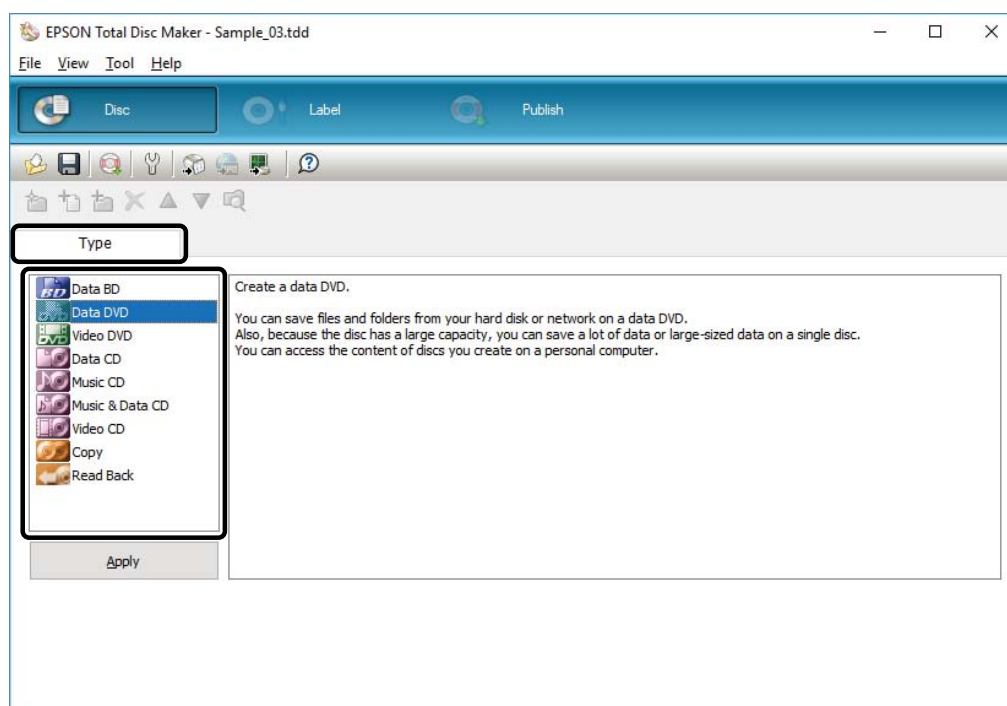 EPSON Total Disc Maker - Sample_03.tdd
File View Tool Help
Disc Label Publish
Type
Data BD
Data DVD
Video DVD
Data CD
Music CD
Music & Data CD
Video CD
Copy
Read Back
Apply
Create a data DVD.
You can save files and folders from your hard disk or network on a data DVD.
Also, because the disc has a large capacity, you can save a lot of data or large-sized data on a single disc.
You can access the content of discs you create on a personal computer.